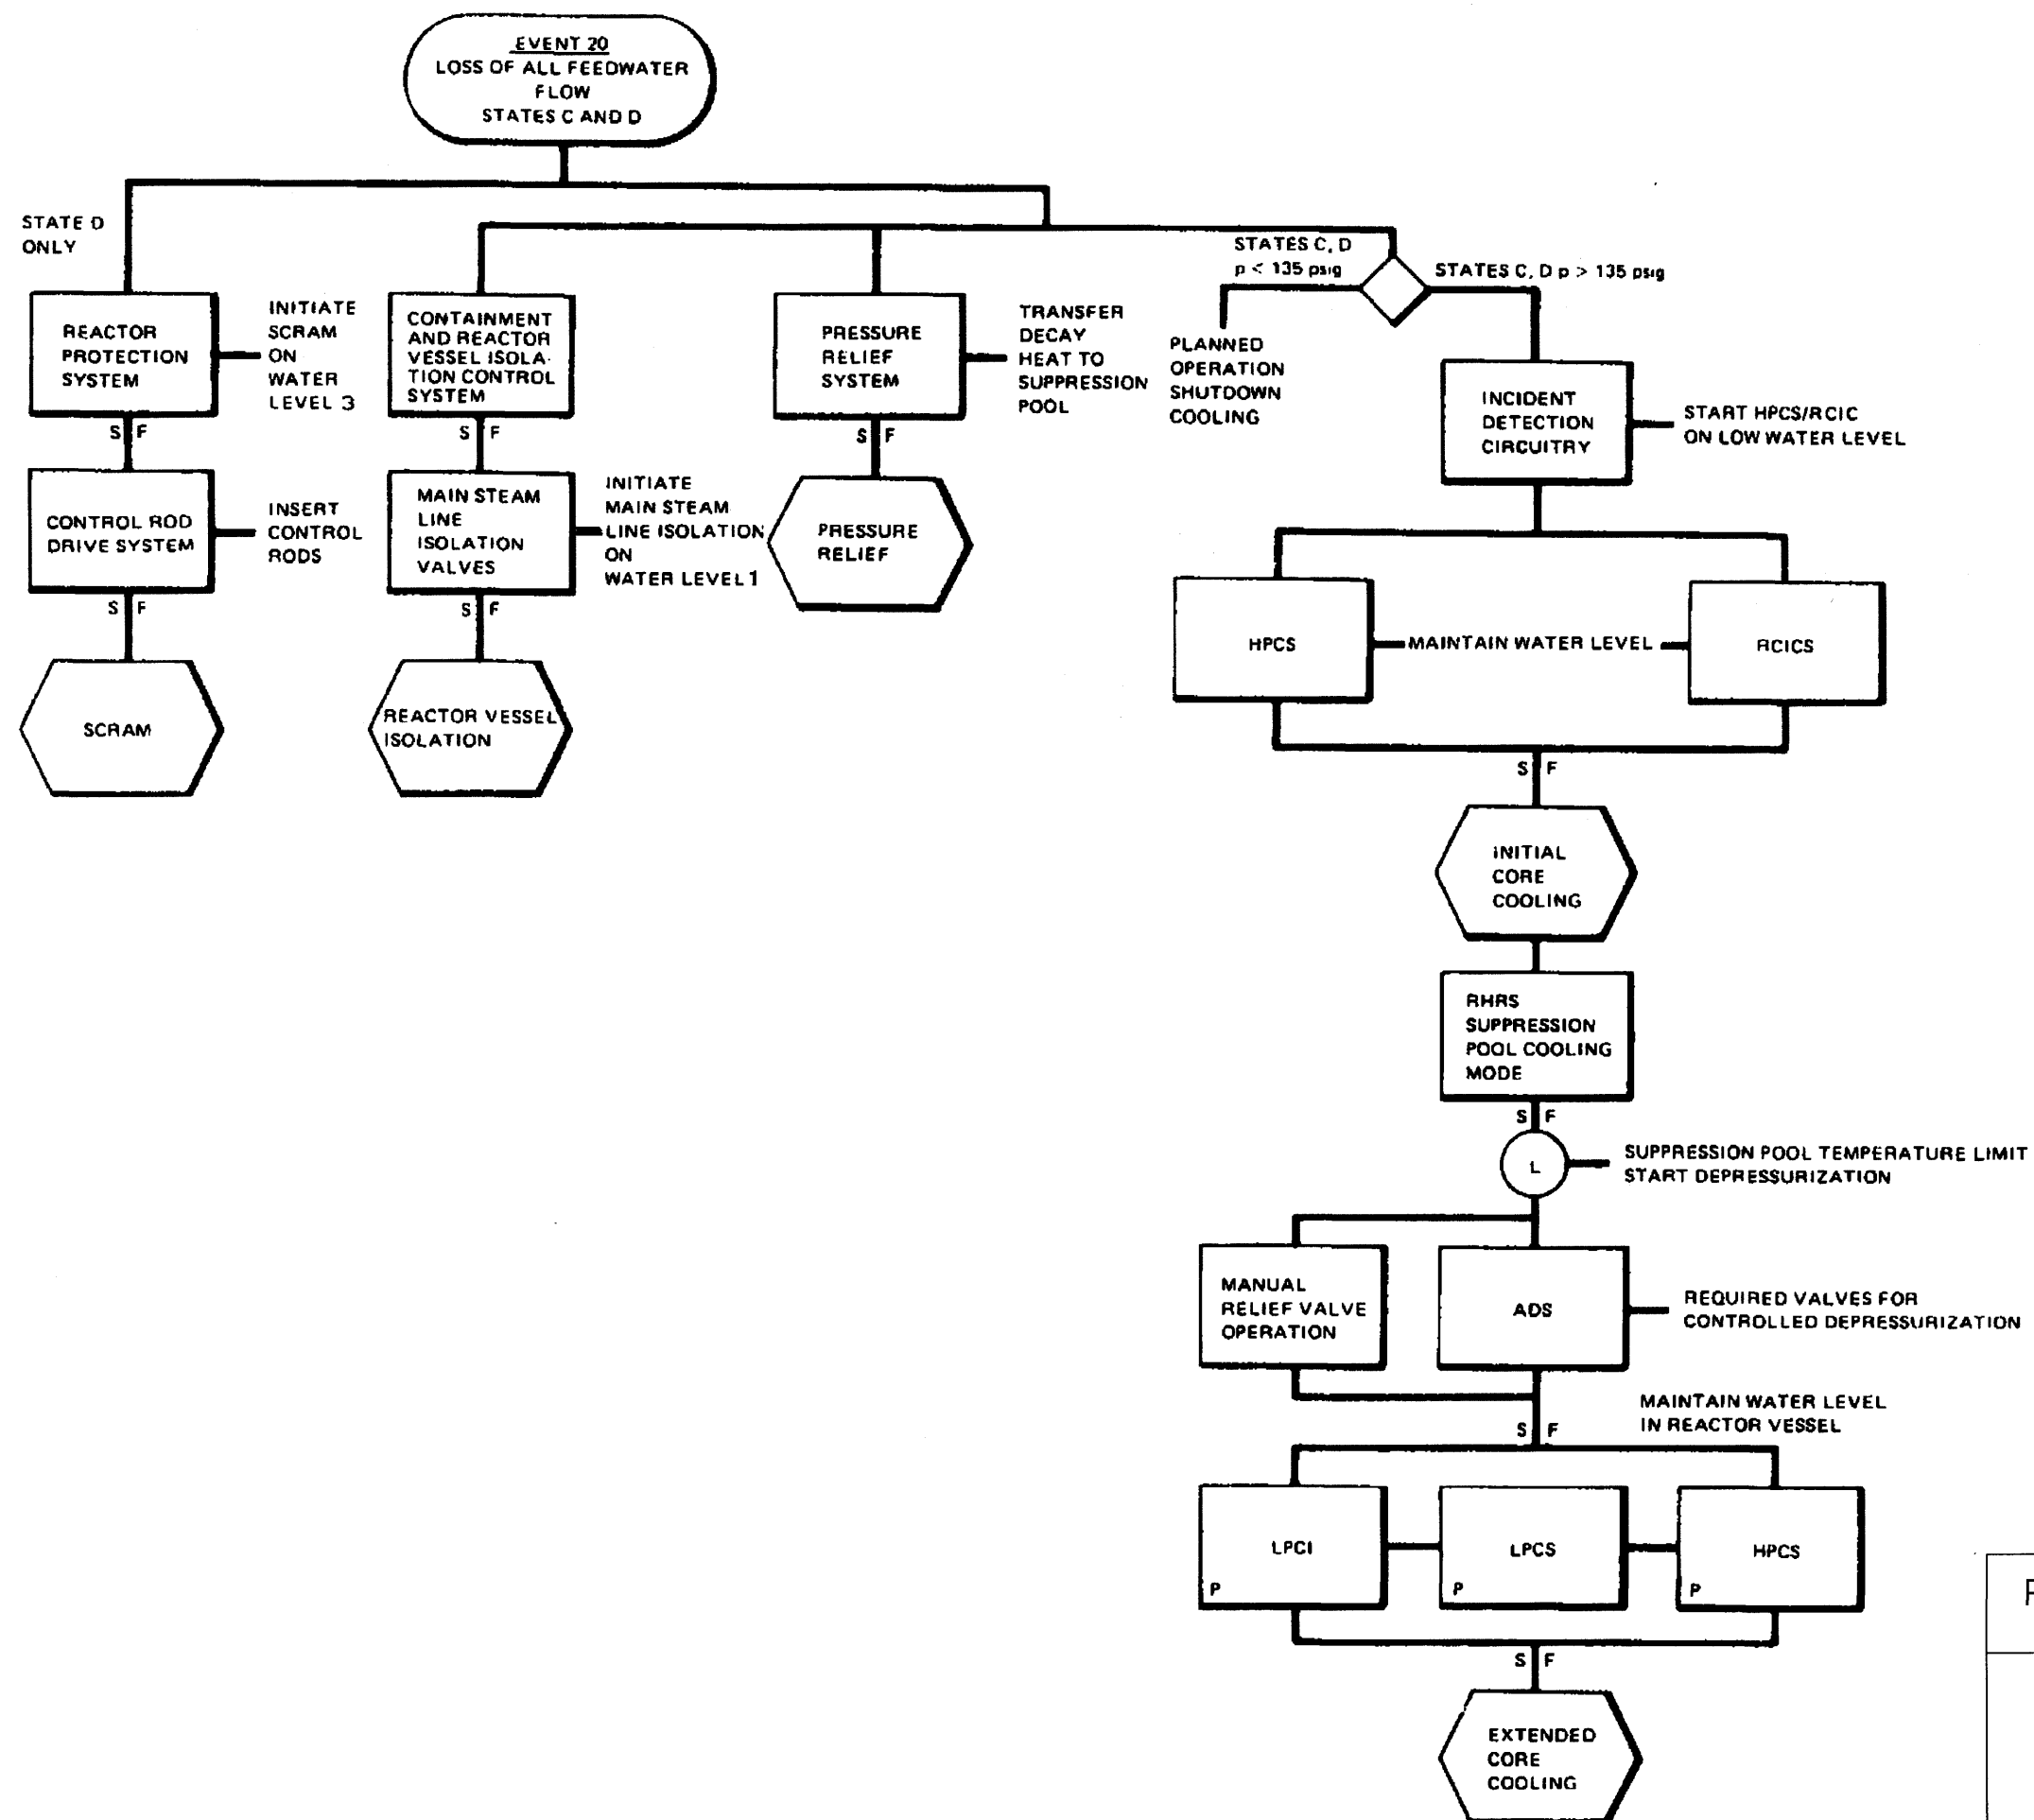 EVENT 20
LOSS OF ALL FEEDWATER
FLOW
STATES C AND D
STATE D
ONLY
REACTOR
PROTECTION
SYSTEM
INITIATE
SCRAM
ON
WATER
LEVEL 3
S F
CONTROL ROD
DRIVE SYSTEM
INSERT
CONTROL
RODS
S F
SCRAM
CONTAINMENT
AND REACTOR
VESSEL ISOLA-
TION CONTROL
SYSTEM
S F
MAIN STEAM
LINE
ISOLATION
VALVES
INITIATE
MAIN STEAM
LINE ISOLATION
ON
WATER LEVEL 1
S F
REACTOR VESSEL
ISOLATION
PRESSURE
RELIEF
SYSTEM
TRANSFER
DECAY
HEAT TO
SUPPRESSION
POOL
S F
PRESSURE
RELIEF
STATES C, D
p < 135 psig
STATES C, D p > 135 psig
PLANNED
OPERATION
SHUTDOWN
COOLING
INCIDENT
DETECTION
CIRCUITRY
START HPCS/RCIC
ON LOW WATER LEVEL
HPCS
MAINTAIN WATER LEVEL
RCICS
S F
INITIAL
CORE
COOLING
RHRS
SUPPRESSION
POOL COOLING
MODE
S F
L
SUPPRESSION POOL TEMPERATURE LIMIT
START DEPRESSURIZATION
MANUAL
RELIEF VALVE
OPERATION
ADS
REQUIRED VALVES FOR
CONTROLLED DEPRESSURIZATION
MAINTAIN WATER LEVEL
IN REACTOR VESSEL
S F
LPCI
P
LPCS
P
HPCS
P
S F
EXTENDED
CORE
COOLING